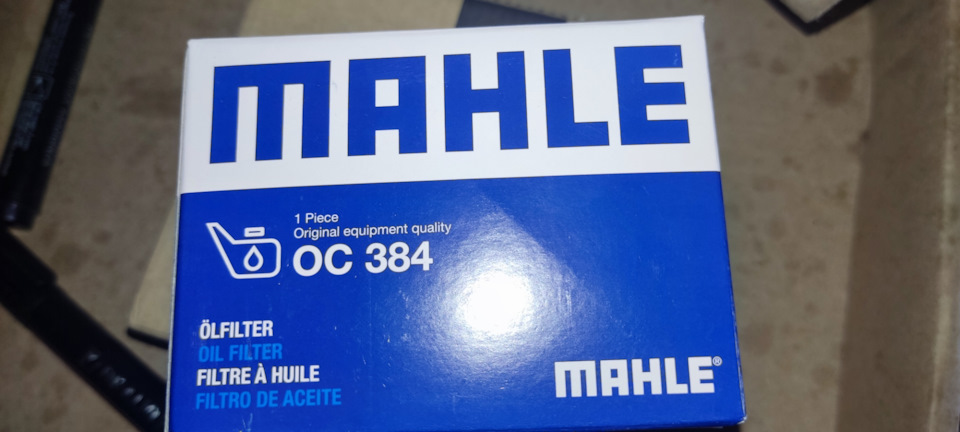 MAHLE
1 Piece
Original equipment quality
OC 384
ÖLFILTER
OIL FILTER
FILTRE À HUILE
FILTRO DE ACEITE
MAHLE®